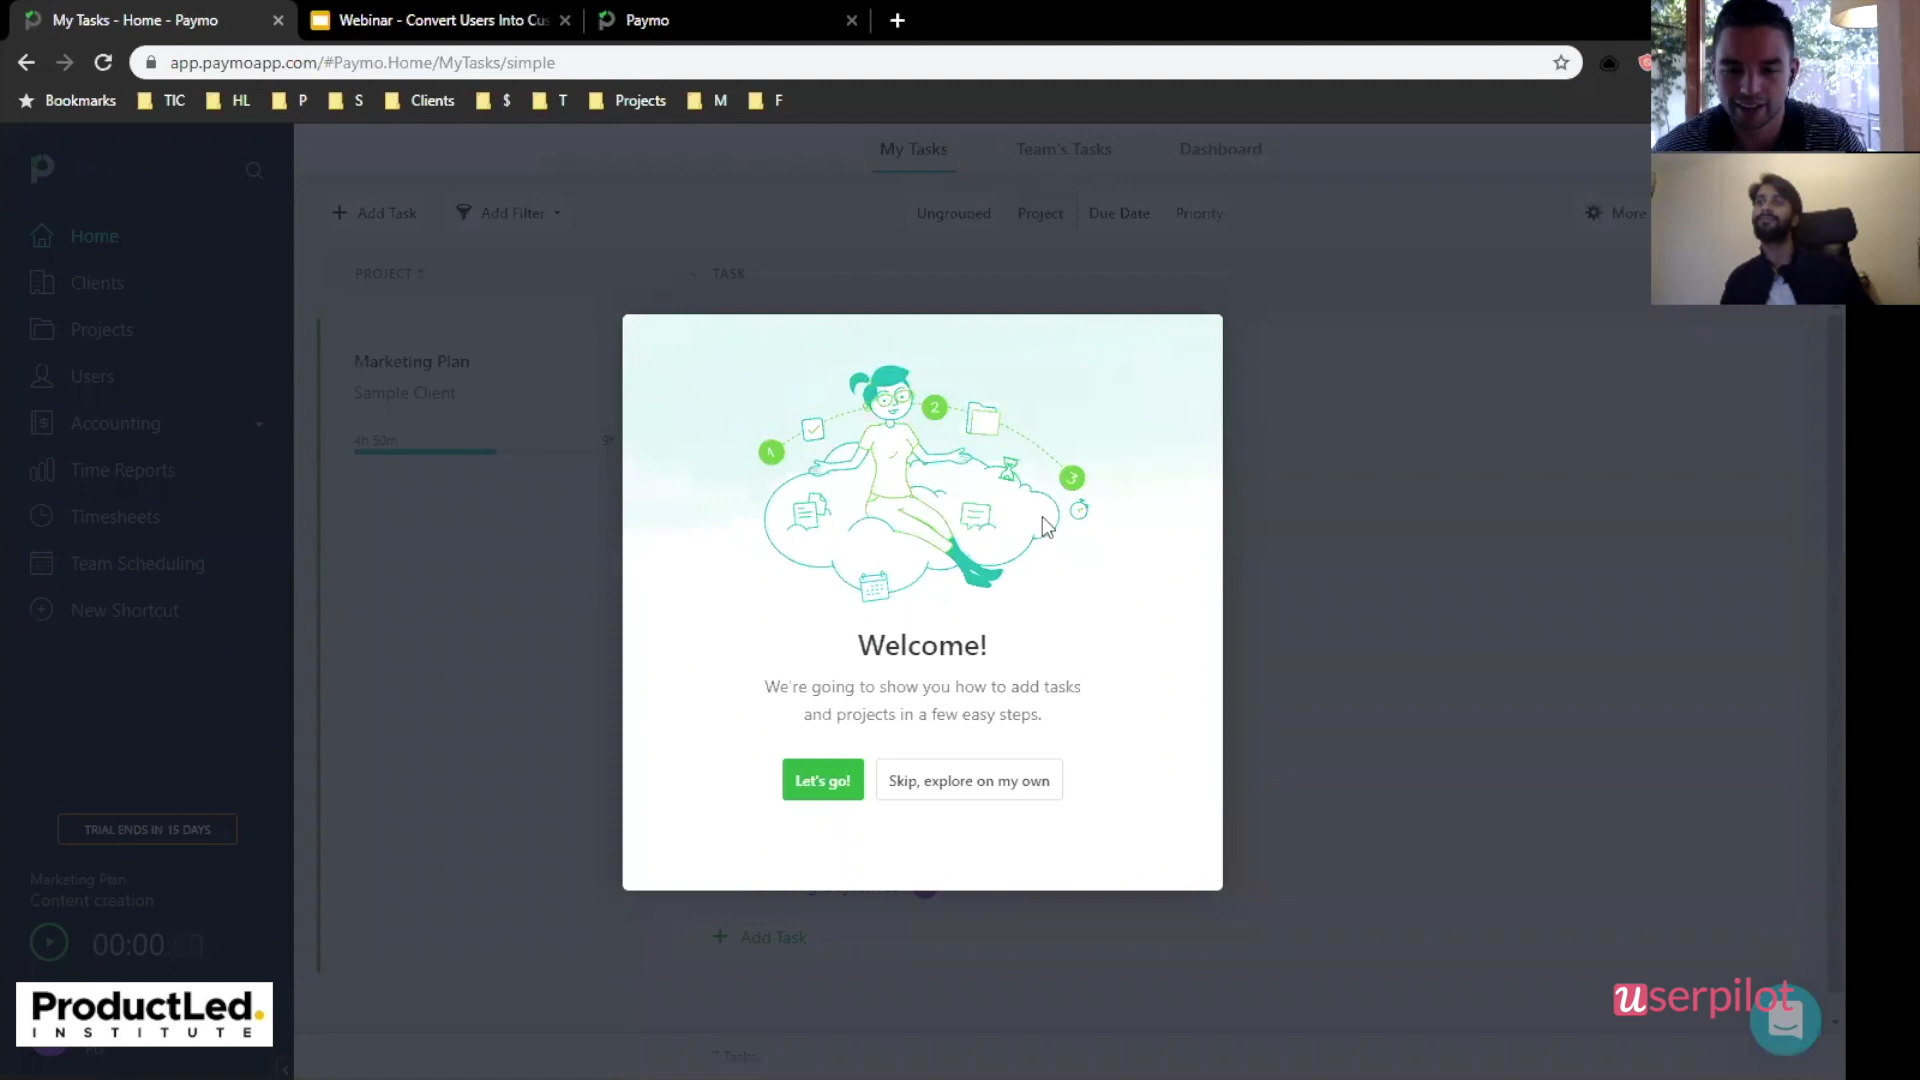 My Tasks - Home - Paymo
Webinar - Convert Users Into Cus
Paymo
app.paymoapp.com/#Paymo.Home/MyTasks/simple
Bookmarks
TIC
HL
P
S
Clients
$
T
Projects
M
F
My Tasks
Team's Tasks
Dashboard
Add Task
Add Filter
Ungrouped
Project
Due Date
Priority
More
Home
Clients
Projects
Users
Accounting
Time Reports
Timesheets
Team Scheduling
New Shortcut
PROJECT
TASK
Marketing Plan
Sample Client
4h 50m
9h
2
3
Welcome!
We're going to show you how to add tasks
and projects in a few easy steps.
Let's go!
Skip, explore on my own
Add Task
7 Tasks
TRIAL ENDS IN 15 DAYS
Marketing Plan
Content creation
00:00
ProductLed.
INSTITUTE
userpilot